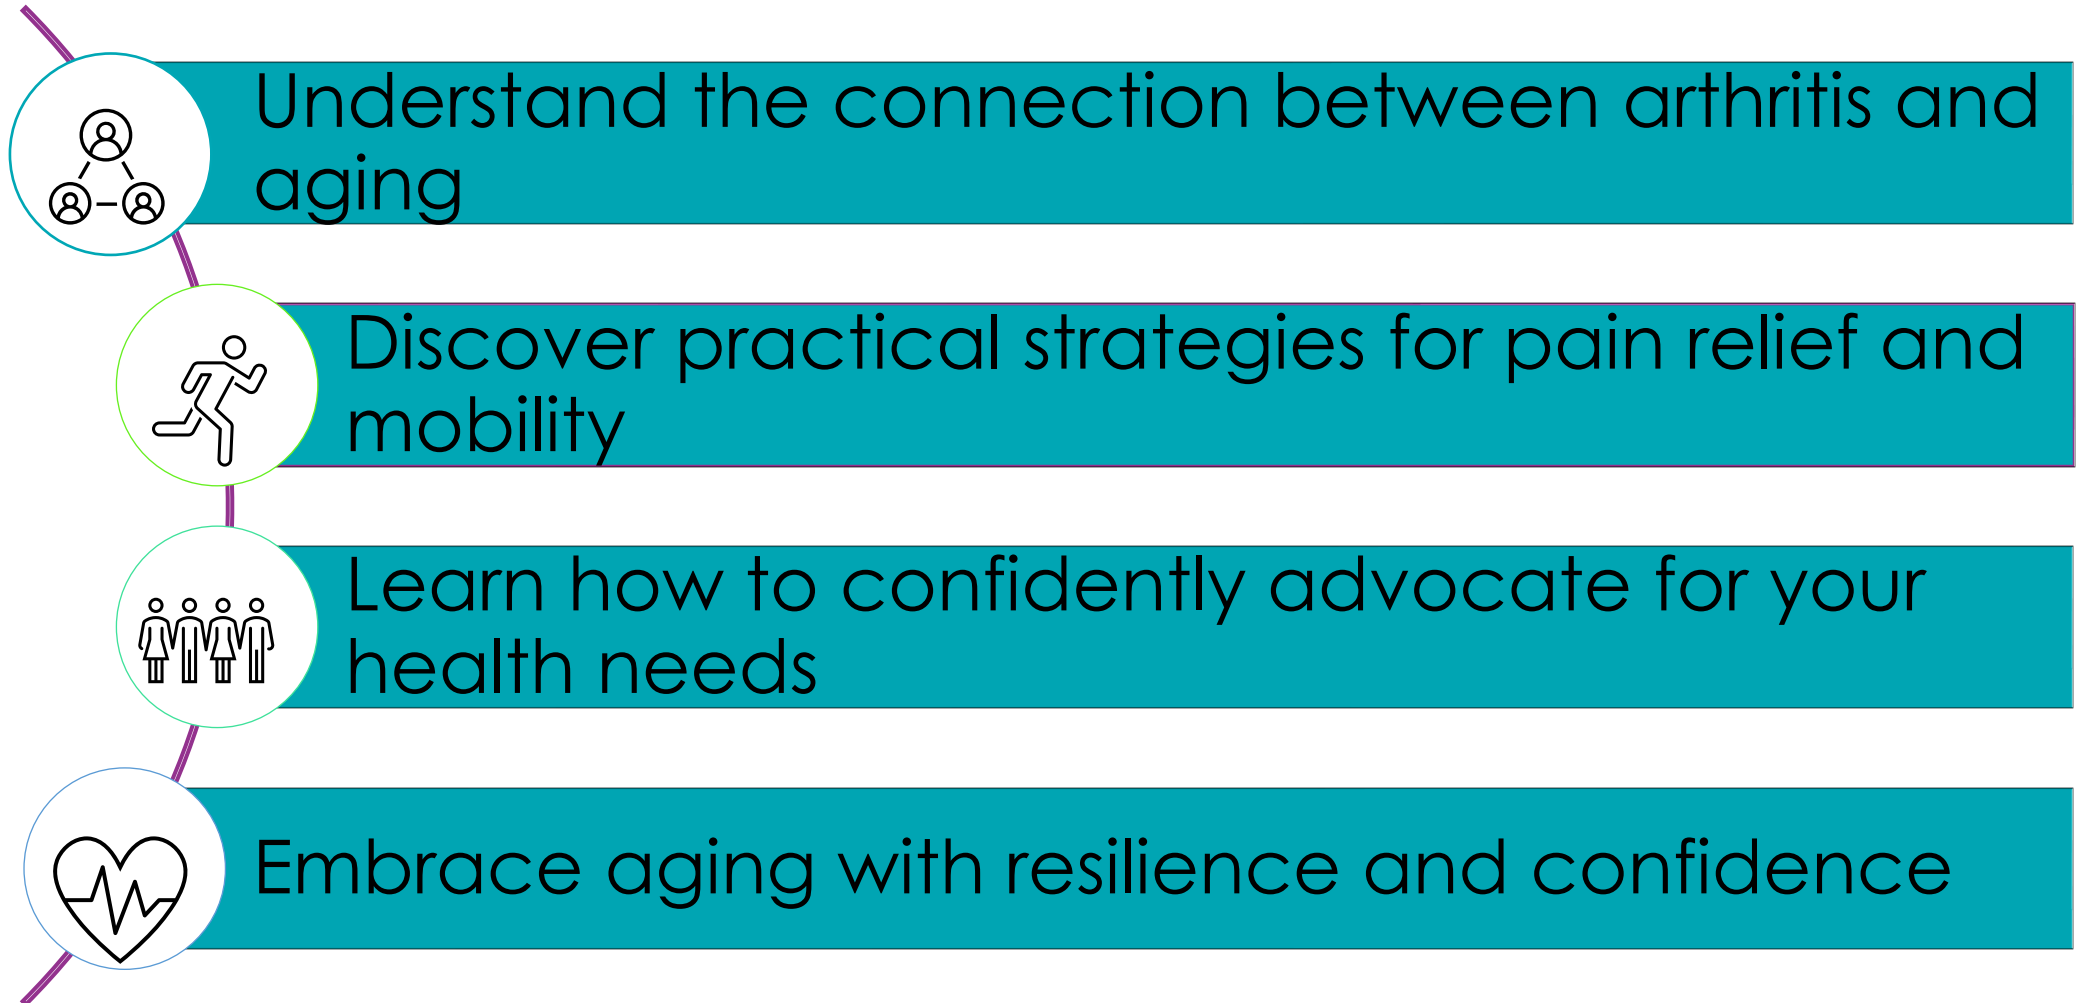 Understand the connection between arthritis and
aging
Discover practical strategies for pain relief and
mobility
Learn how to confidently advocate for your
health needs
Embrace aging with resilience and confidence